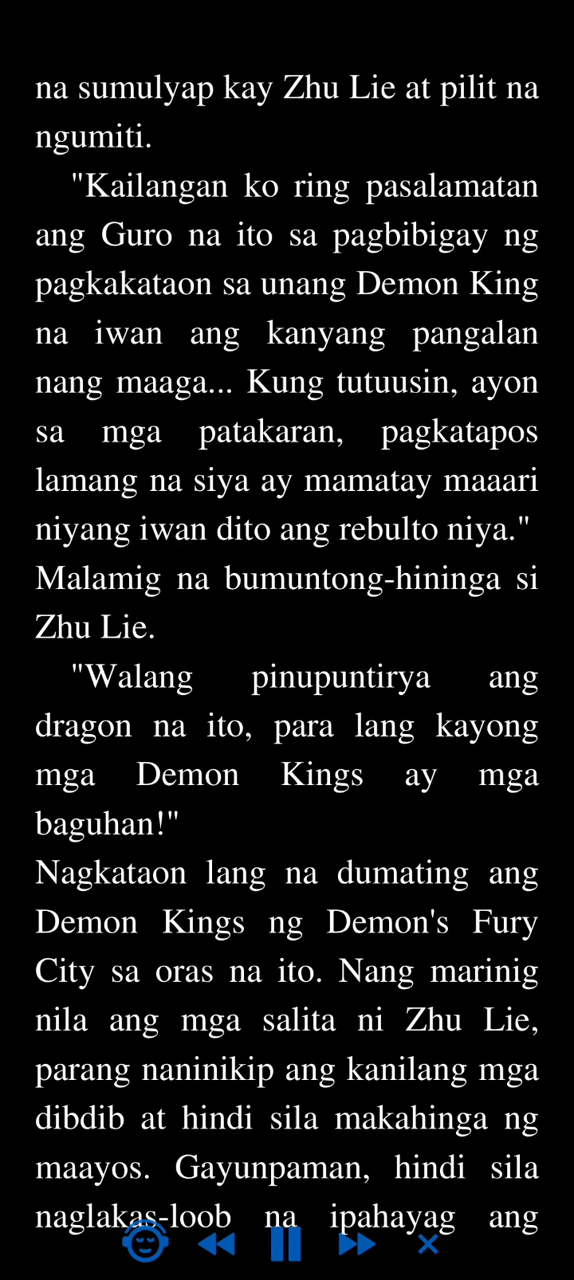 na sumulyap kay Zhu Lie at pilit na
ngumiti.
"Kailangan ko ring pasalamatan
ang Guro na ito sa pagbibigay ng
pagkakataon sa unang Demon King
na iwan ang kanyang pangalan
nang maaga... Kung tutuusin, ayon
sa mga patakaran, pagkatapos
lamang na siya ay mamatay maaari
niyang iwan dito ang rebulto niya."
Malamig na bumuntong-hininga si
Zhu Lie.
"Walang pinupuntirya ang
dragon na ito, para lang kayong
mga Demon Kings ay mga
baguhan!"
Nagkataon lang na dumating ang
Demon Kings ng Demon's Fury
City sa oras na ito. Nang marinig
nila ang mga salita ni Zhu Lie,
parang naninikip ang kanilang mga
dibdib at hindi sila makahinga ng
maayos. Gayunpaman, hindi sila
naglakas-loob na ipahayag ang